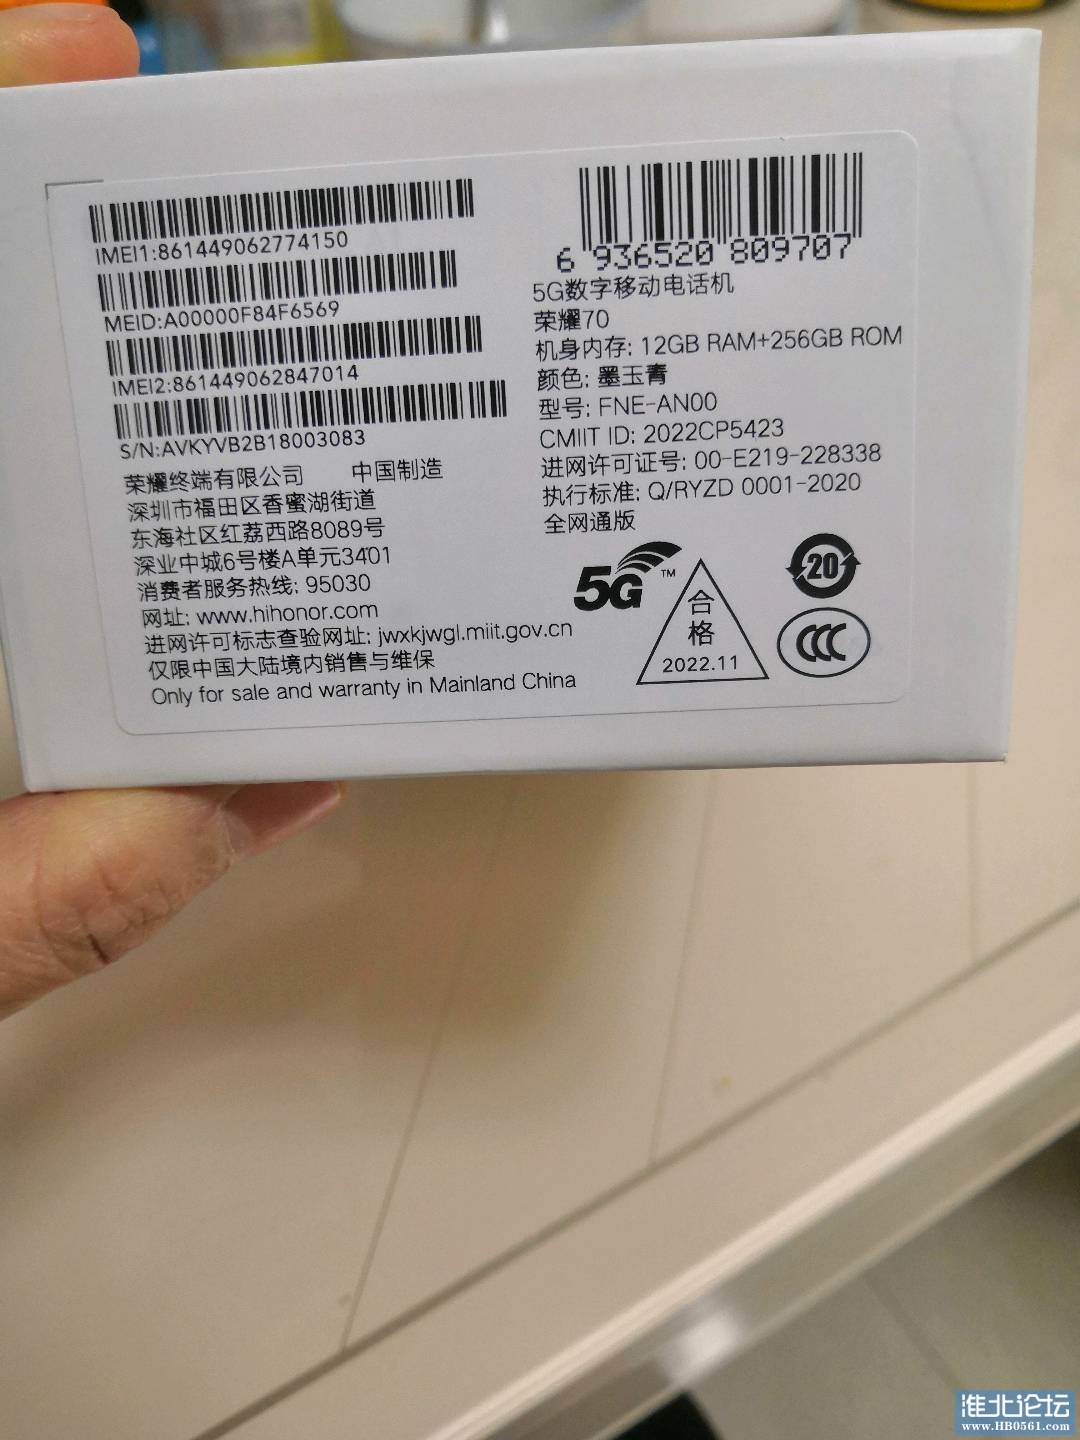 IMEI1:861449062774150
MEID:A00000F84F6569
IMEI2:861449062847014
S/N:AVKYVB2B18003083
荣耀终端有限公司 中国制造
深圳市福田区香蜜湖街道
东海社区红荔西路8089号
深业中城6号楼A单元3401
消费者服务热线: 95030
网址: www.hihonor.com
进网许可标志查验网址: jwxkjwgl.miit.gov.cn
仅限中国大陆境内销售与维保
Only for sale and warranty in Mainland China
6 936520 809707
5G数字移动电话机
荣耀70
机身内存: 12GB RAM+256GB ROM
颜色: 墨玉青
型号: FNE-AN00
CMIIT ID: 2022CP5423
进网许可证号: 00-E219-228338
执行标准: Q/RYZD 0001-2020
全网通版
5G™
合
格
2022.11
20
CCC
淮北论坛
www.HB0561.com